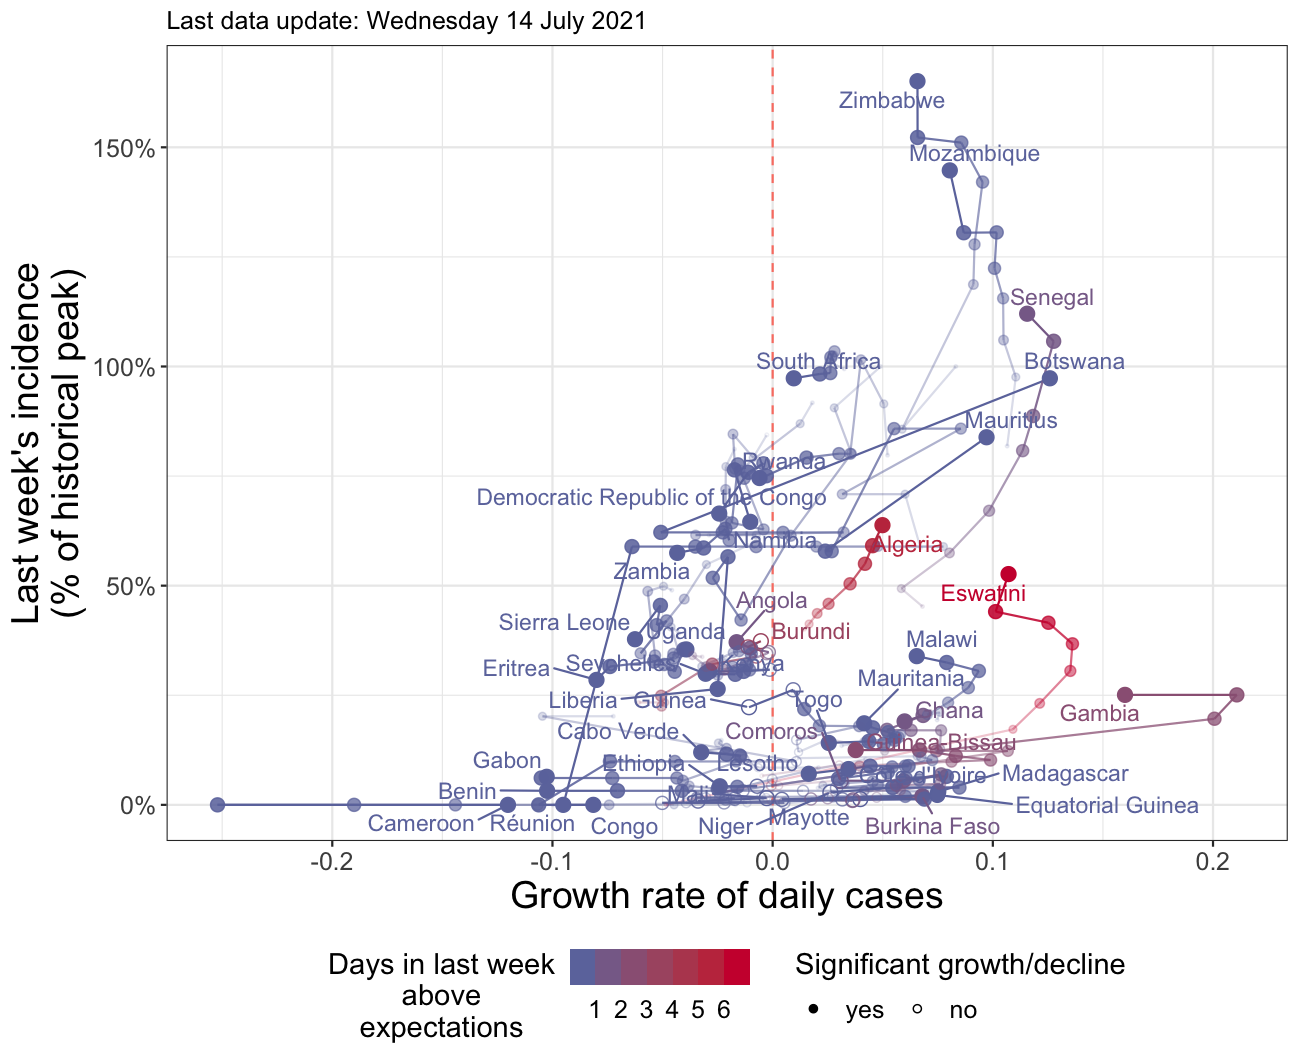 Last data update: Wednesday 14 July 2021
Last week's incidence
(% of historical peak)
150%
100%
50%
0%
Zimbabwe
Mozambique
Senegal
South Africa
Botswana
Mauritius
Rwanda
Democratic Republic of the Congo
Namibia
Algeria
Zambia
Eswatini
Angola
Sierra Leone
Uganda
Burundi
Malawi
Eritrea
Seychelles
Kenya
Mauritania
Liberia
Guinea
Togo
Ghana
Gambia
Cabo Verde
Comoros
Guinea-Bissau
Gabon
Ethiopia
Lesotho
Côte d'Ivoire
Madagascar
Benin
Mali
Equatorial Guinea
Cameroon
Réunion
Congo
Niger
Mayotte
Burkina Faso
-0.2
-0.1
0.0
0.1
0.2
Growth rate of daily cases
Days in last week
above
expectations
1 2 3 4 5 6
Significant growth/decline
yes
no